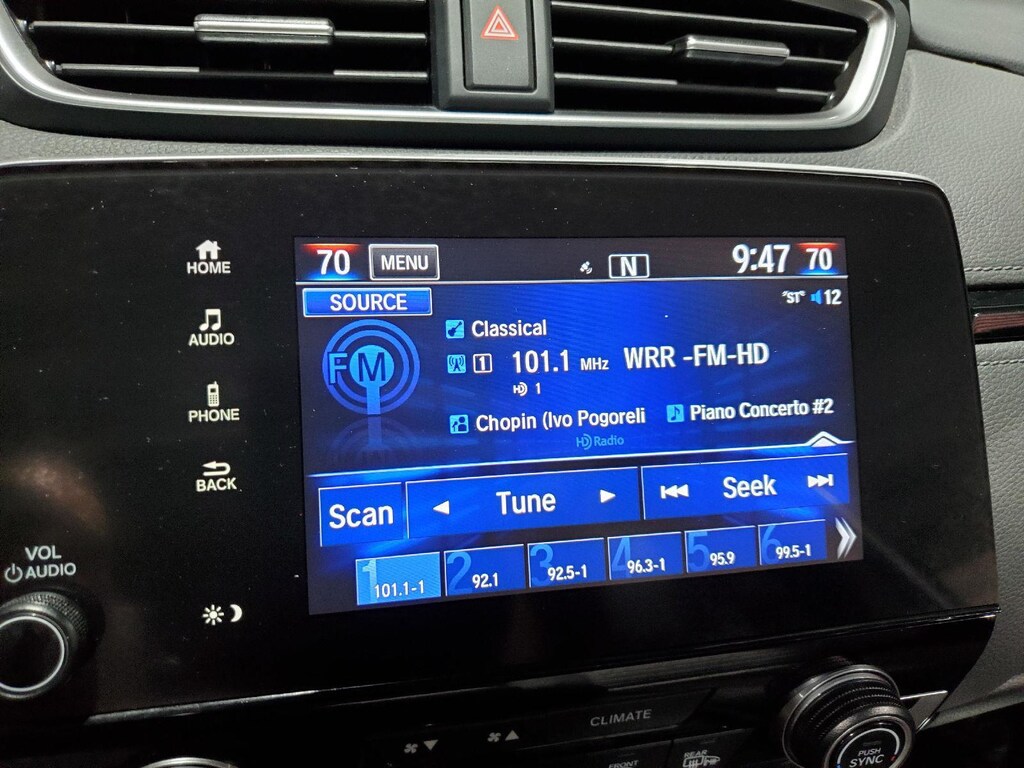 HOME
AUDIO
PHONE
BACK
VOL
AUDIO
70 MENU N 9:47 70
SOURCE "ST" 12
FM
Classical
1 101.1 MHz WRR -FM-HD
HD 1
Chopin (Ivo Pogoreli Piano Concerto #2
HD Radio
Scan Tune Seek
1 101.1-1 2 92.1 3 92.5-1 4 96.3-1 5 95.9 6 99.5-1
CLIMATE
FRONT
REAR
PUSH
SYNC